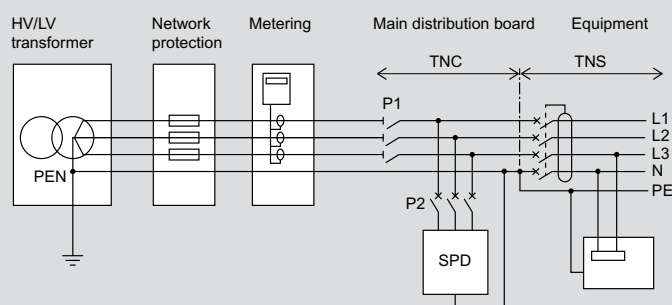 HV/LV
transformer
Network
protection
Metering
Main distribution board
Equipment
TNC
TNS
P1
L1
L2
L3
N
PE
PEN
P2
SPD